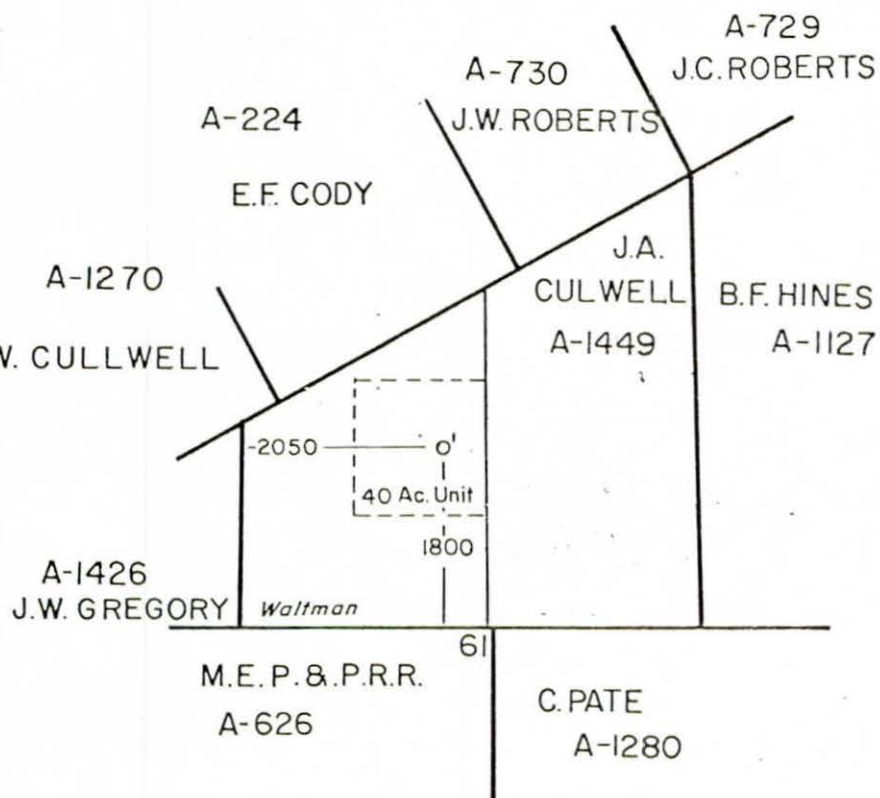 A-729
J.C. ROBERTS
A-730
J.W. ROBERTS
A-224
E.F. CODY
A-1270
W. CULLWELL
J.A.
CULWELL
A-1449
B.F. HINES
A-1127
2050
40 Ac. Unit
1800
A-1426
J.W. GREGORY
Waltman
61
M.E.P. & P.R.R.
A-626
C. PATE
A-1280